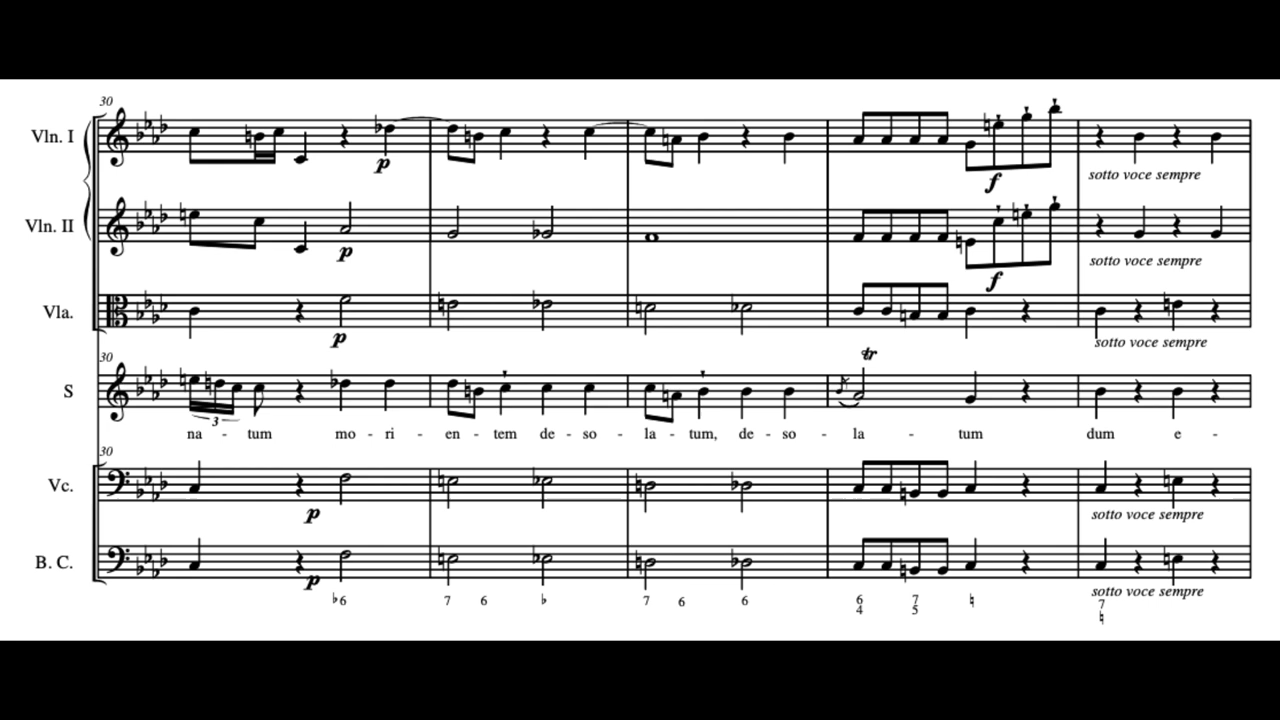 30
Vln. I
p
f
sotto voce sempre
Vln. II
p
f
sotto voce sempre
Vla.
p
sotto voce sempre
30
tr
S
3
na - tum mo - ri - en - tem de - so - la - tum, de - so - la - tum dum e -
30
Vc.
p
sotto voce sempre
B. C.
p
sotto voce sempre
♭6 7 6 ♭ 7 6 6 6 7 ♮ 7
4 5 ♮